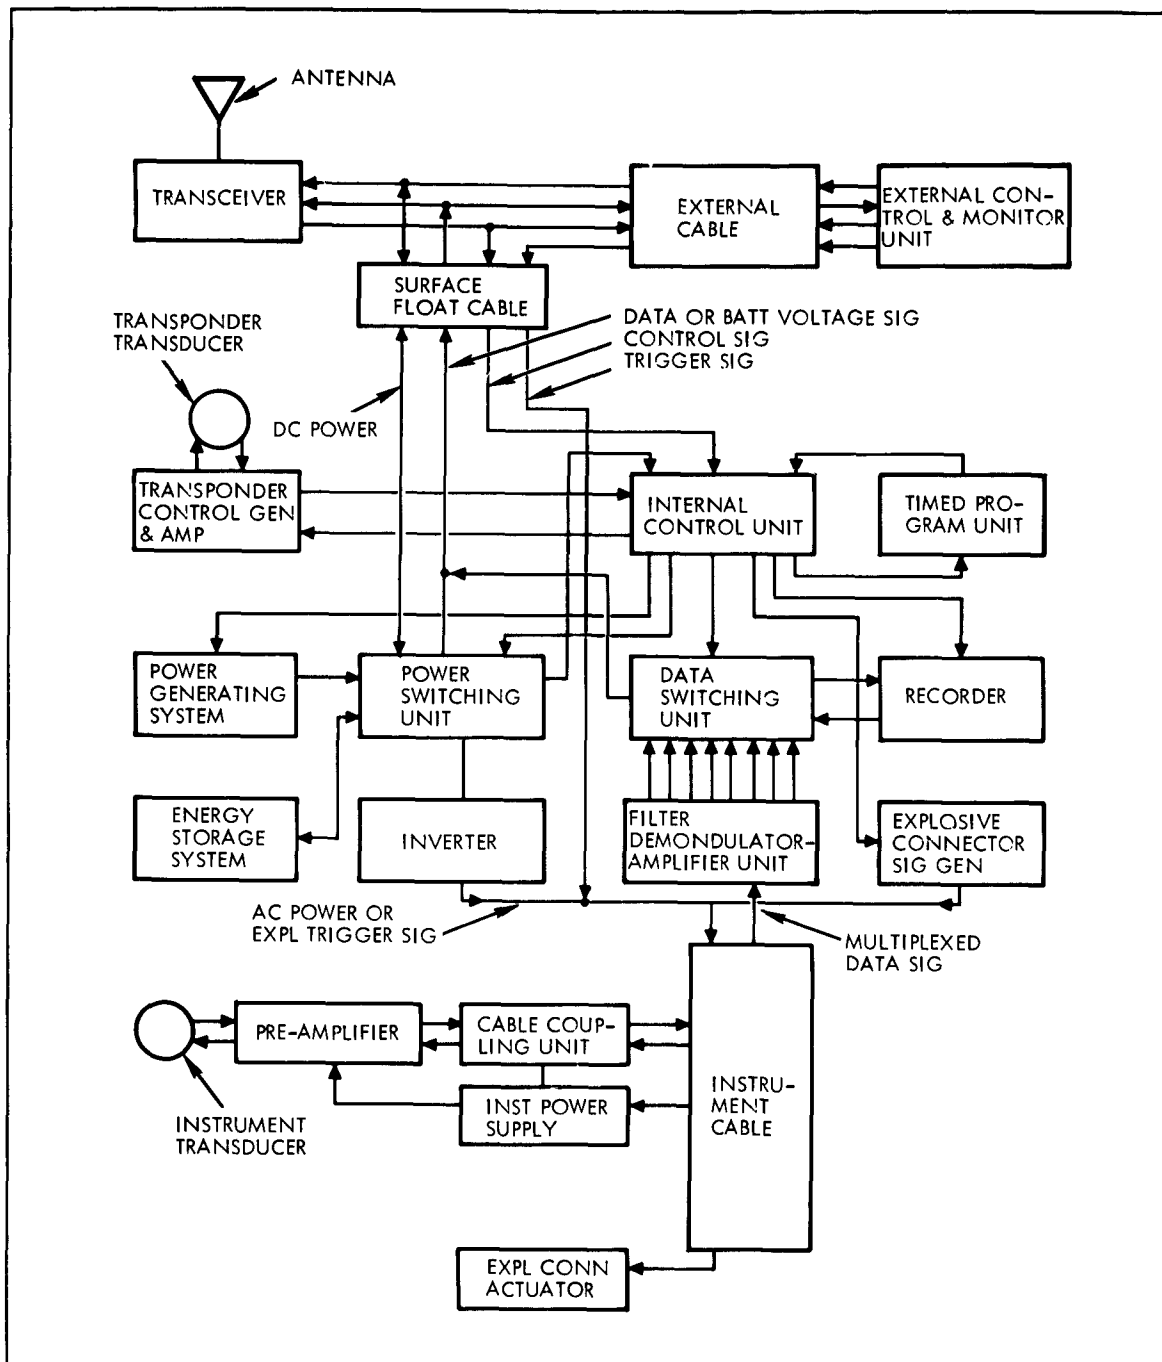 ANTENNA
TRANSCEIVER
EXTERNAL
CABLE
EXTERNAL CON-
TROL & MONITOR
UNIT
SURFACE
FLOAT CABLE
TRANSPONDER
TRANSDUCER
DATA OR BATT VOLTAGE SIG
CONTROL SIG
TRIGGER SIG
DC POWER
TRANSPONDER
CONTROL GEN
& AMP
INTERNAL
CONTROL UNIT
TIMED PRO-
GRAM UNIT
POWER
GENERATING
SYSTEM
POWER
SWITCHING
UNIT
DATA
SWITCHING
UNIT
RECORDER
ENERGY
STORAGE
SYSTEM
INVERTER
FILTER
DEMONDULATOR-
AMPLIFIER UNIT
EXPLOSIVE
CONNECTOR
SIG GEN
AC POWER OR
EXPL TRIGGER SIG
MULTIPLEXED
DATA SIG
PRE-AMPLIFIER
CABLE COUP-
LING UNIT
INSTRUMENT
TRANSDUCER
INST POWER
SUPPLY
INSTRU-
MENT
CABLE
EXPL CONN
ACTUATOR